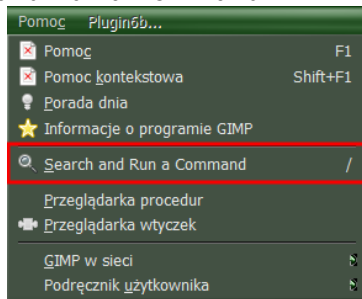 Pomoc Pluginób...
Pomoc F1
Pomoc kontekstowa Shift+F1
Porada dnia
Informacje o programie GIMP
Search and Run a Command /
Przeglądarka procedur
Przeglądarka wtyczek
GIMP w sieci
Podręcznik użytkownika